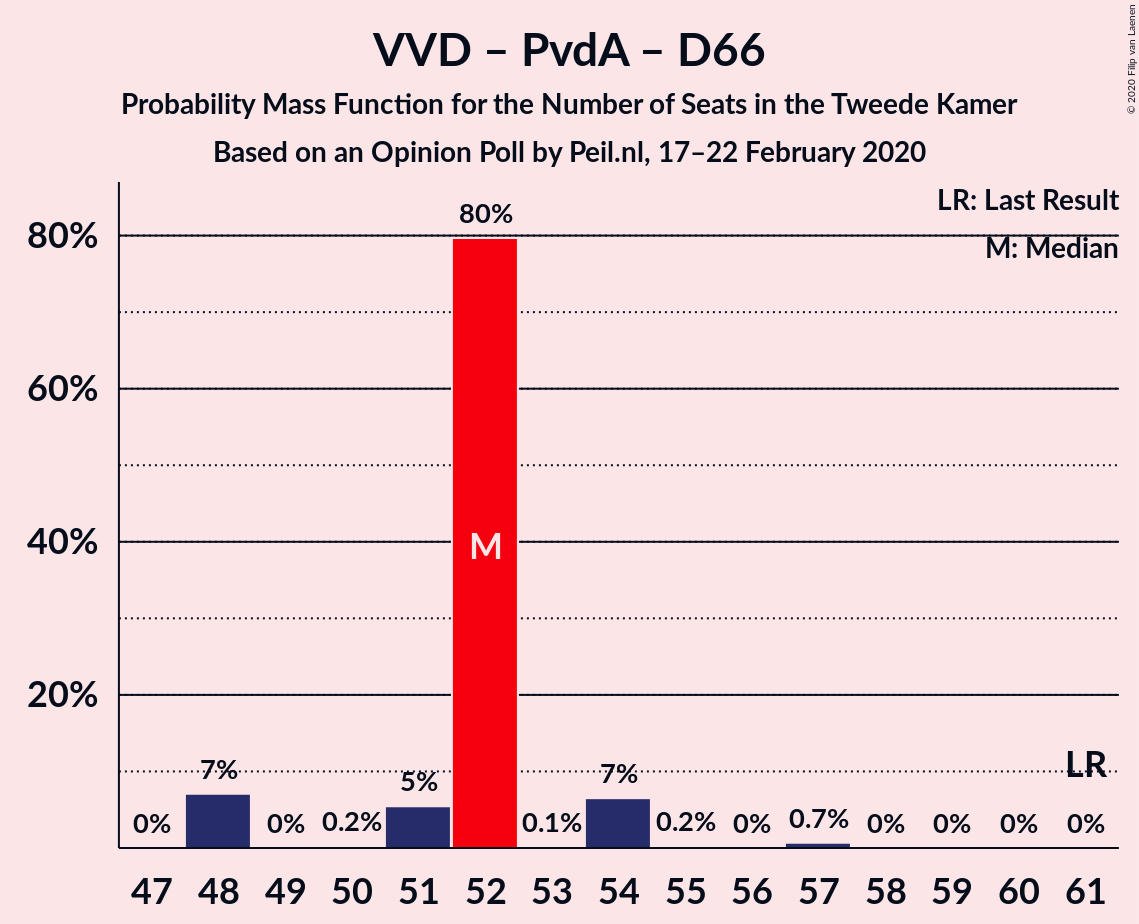 VVD – PvdA – D66
Probability Mass Function for the Number of Seats in the Tweede Kamer
Based on an Opinion Poll by Peil.nl, 17–22 February 2020
© 2020 Filip van Laenen
LR: Last Result
M: Median
80%
60%
40%
20%
0% 7% 0% 0.2% 5% 80% 0.1% 7% 0.2% 0% 0.7% 0% 0% 0% 0%
M
LR
47 48 49 50 51 52 53 54 55 56 57 58 59 60 61